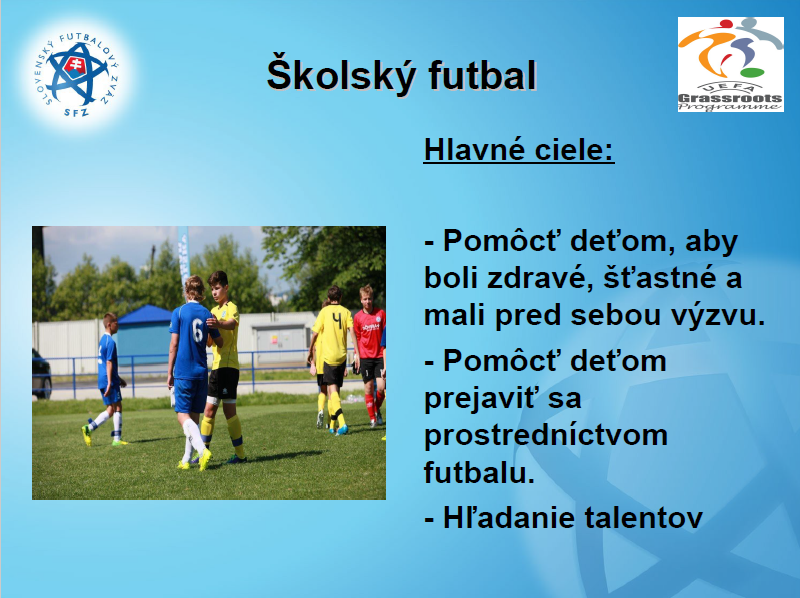 SLOVENSKÝ FUTBALOVÝ ZVÄZ
SFZ
Školský futbal
UEFA
Grassroots
Programme
Hlavné ciele:
- Pomôcť deťom, aby
boli zdravé, šťastné a
mali pred sebou výzvu.
- Pomôcť deťom
prejaviť sa
prostredníctvom
futbalu.
- Hľadanie talentov
6
4